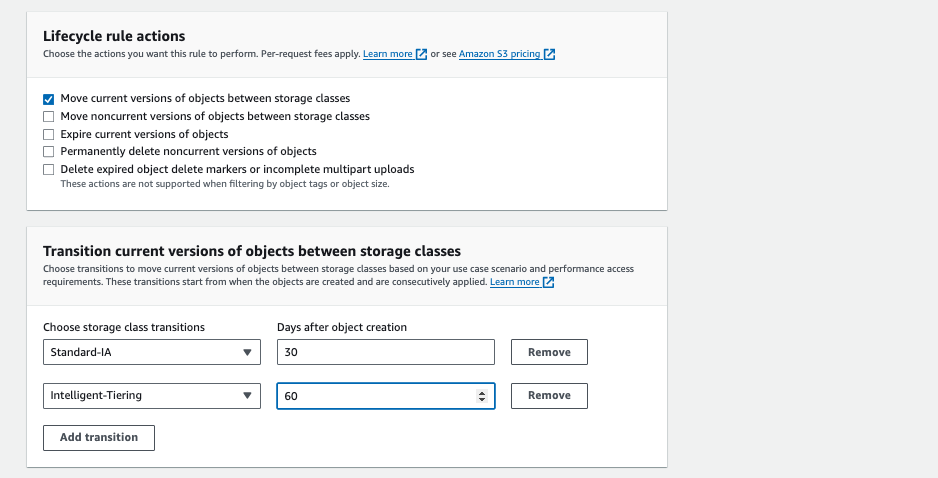 Lifecycle rule actions
Choose the actions you want this rule to perform. Per-request fees apply. Learn more or see Amazon S3 pricing
Move current versions of objects between storage classes
Move noncurrent versions of objects between storage classes
Expire current versions of objects
Permanently delete noncurrent versions of objects
Delete expired object delete markers or incomplete multipart uploads
These actions are not supported when filtering by object tags or object size.
Transition current versions of objects between storage classes
Choose transitions to move current versions of objects between storage classes based on your use case scenario and performance access
requirements. These transitions start from when the objects are created and are consecutively applied. Learn more
Choose storage class transitions Days after object creation
Standard-IA 30 Remove
Intelligent-Tiering 60 Remove
Add transition